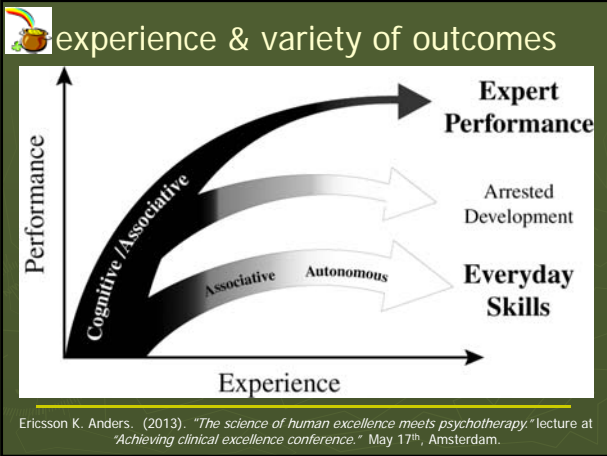 experience & variety of outcomes
Expert
Performance
Arrested
Development
Everyday
Skills
Performance
Cognitive /Associative
Associative
Autonomous
Experience
Ericsson K. Anders. (2013). "The science of human excellence meets psychotherapy." lecture at
"Achieving clinical excellence conference." May 17th, Amsterdam.